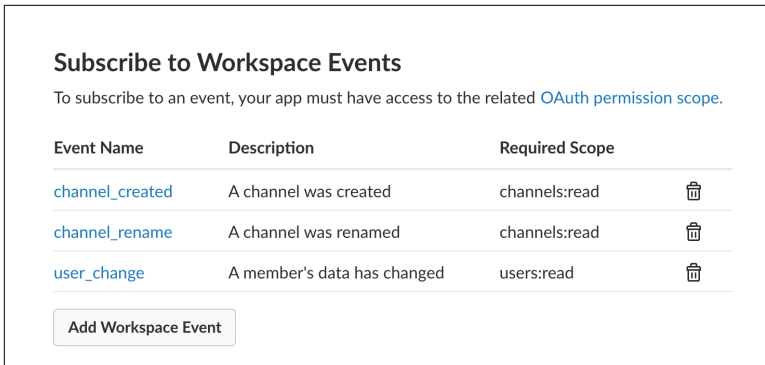 Subscribe to Workspace Events
To subscribe to an event, your app must have access to the related OAuth permission scope.
Event Name Description Required Scope
channel_created A channel was created channels:read
channel_rename A channel was renamed channels:read
user_change A member's data has changed users:read
Add Workspace Event